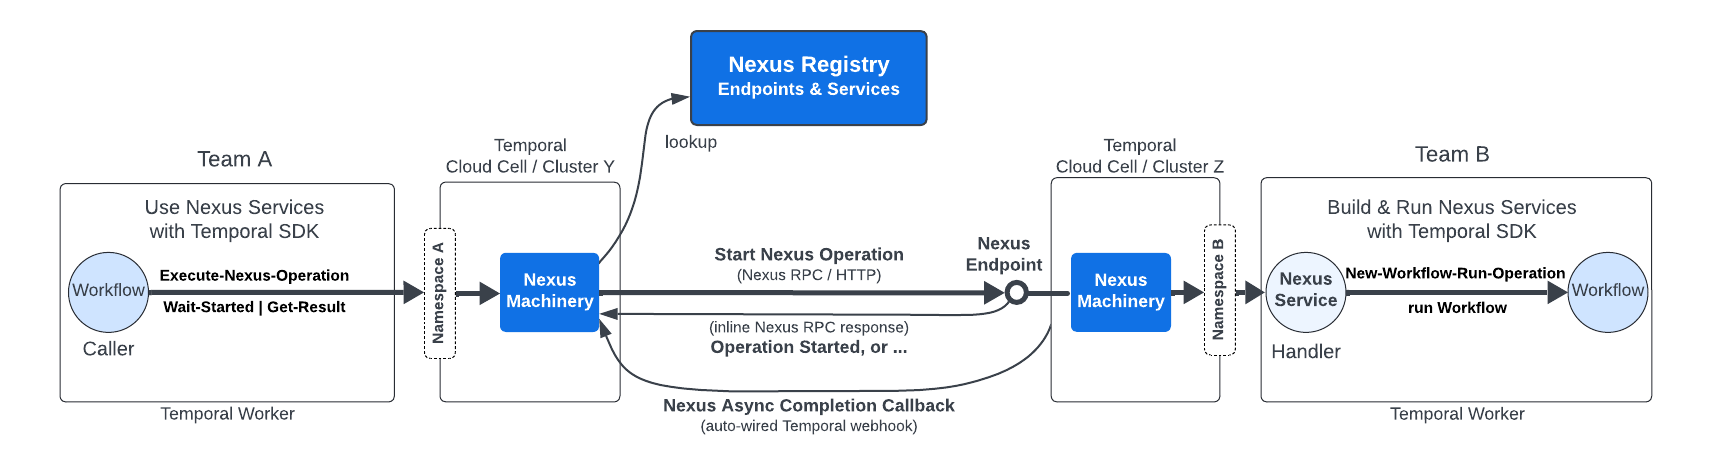 Nexus Registry
Endpoints & Services
lookup
Team A
Use Nexus Services
with Temporal SDK
Workflow
Execute-Nexus-Operation
Wait-Started | Get-Result
Caller
Temporal Worker
Namespace A
Temporal
Cloud Cell / Cluster Y
Nexus
Machinery
Start Nexus Operation
(Nexus RPC / HTTP)
(inline Nexus RPC response)
Operation Started, or ...
Nexus Async Completion Callback
(auto-wired Temporal webhook)
Nexus
Endpoint
Temporal
Cloud Cell / Cluster Z
Nexus
Machinery
Namespace B
Team B
Build & Run Nexus Services
with Temporal SDK
Nexus
Service
Handler
New-Workflow-Run-Operation
run Workflow
Workflow
Temporal Worker